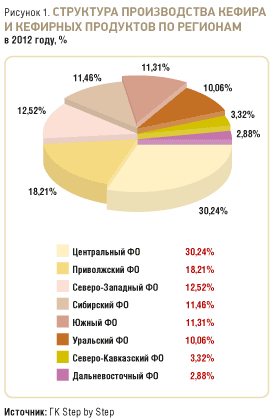 Рисунок 1. СТРУКТУРА ПРОИЗВОДСТВА КЕФИРА
И КЕФИРНЫХ ПРОДУКТОВ ПО РЕГИОНАМ
в 2012 году, %
11,31%
11,46%
10,06%
12,52%
3,32%
2,88%
18,21%
30,24%
Центральный ФО 30,24%
Приволжский ФО 18,21%
Северо-Западный ФО 12,52%
Сибирский ФО 11,46%
Южный ФО 11,31%
Уральский ФО 10,06%
Северо-Кавказский ФО 3,32%
Дальневосточный ФО 2,88%
Источник: ГК Step by Step